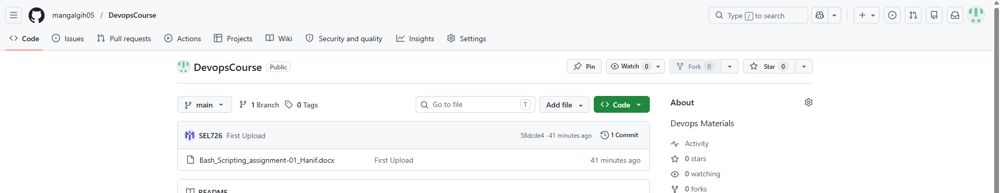 mangalgih05 / DevopsCourse
Type / to search
Code Issues Pull requests Actions Projects Wiki Security and quality Insights Settings
DevopsCourse Public
Pin Watch 0 Fork 0 Star 0
main 1 Branch 0 Tags Go to file T Add file Code
About
Devops Materials
SEL726 First Upload 58dcde4 · 41 minutes ago 1 Commit
Activity
Bash_Scripting_assignment-01_Hanif.docx First Upload 41 minutes ago
0 stars
0 watching
0 forks
README